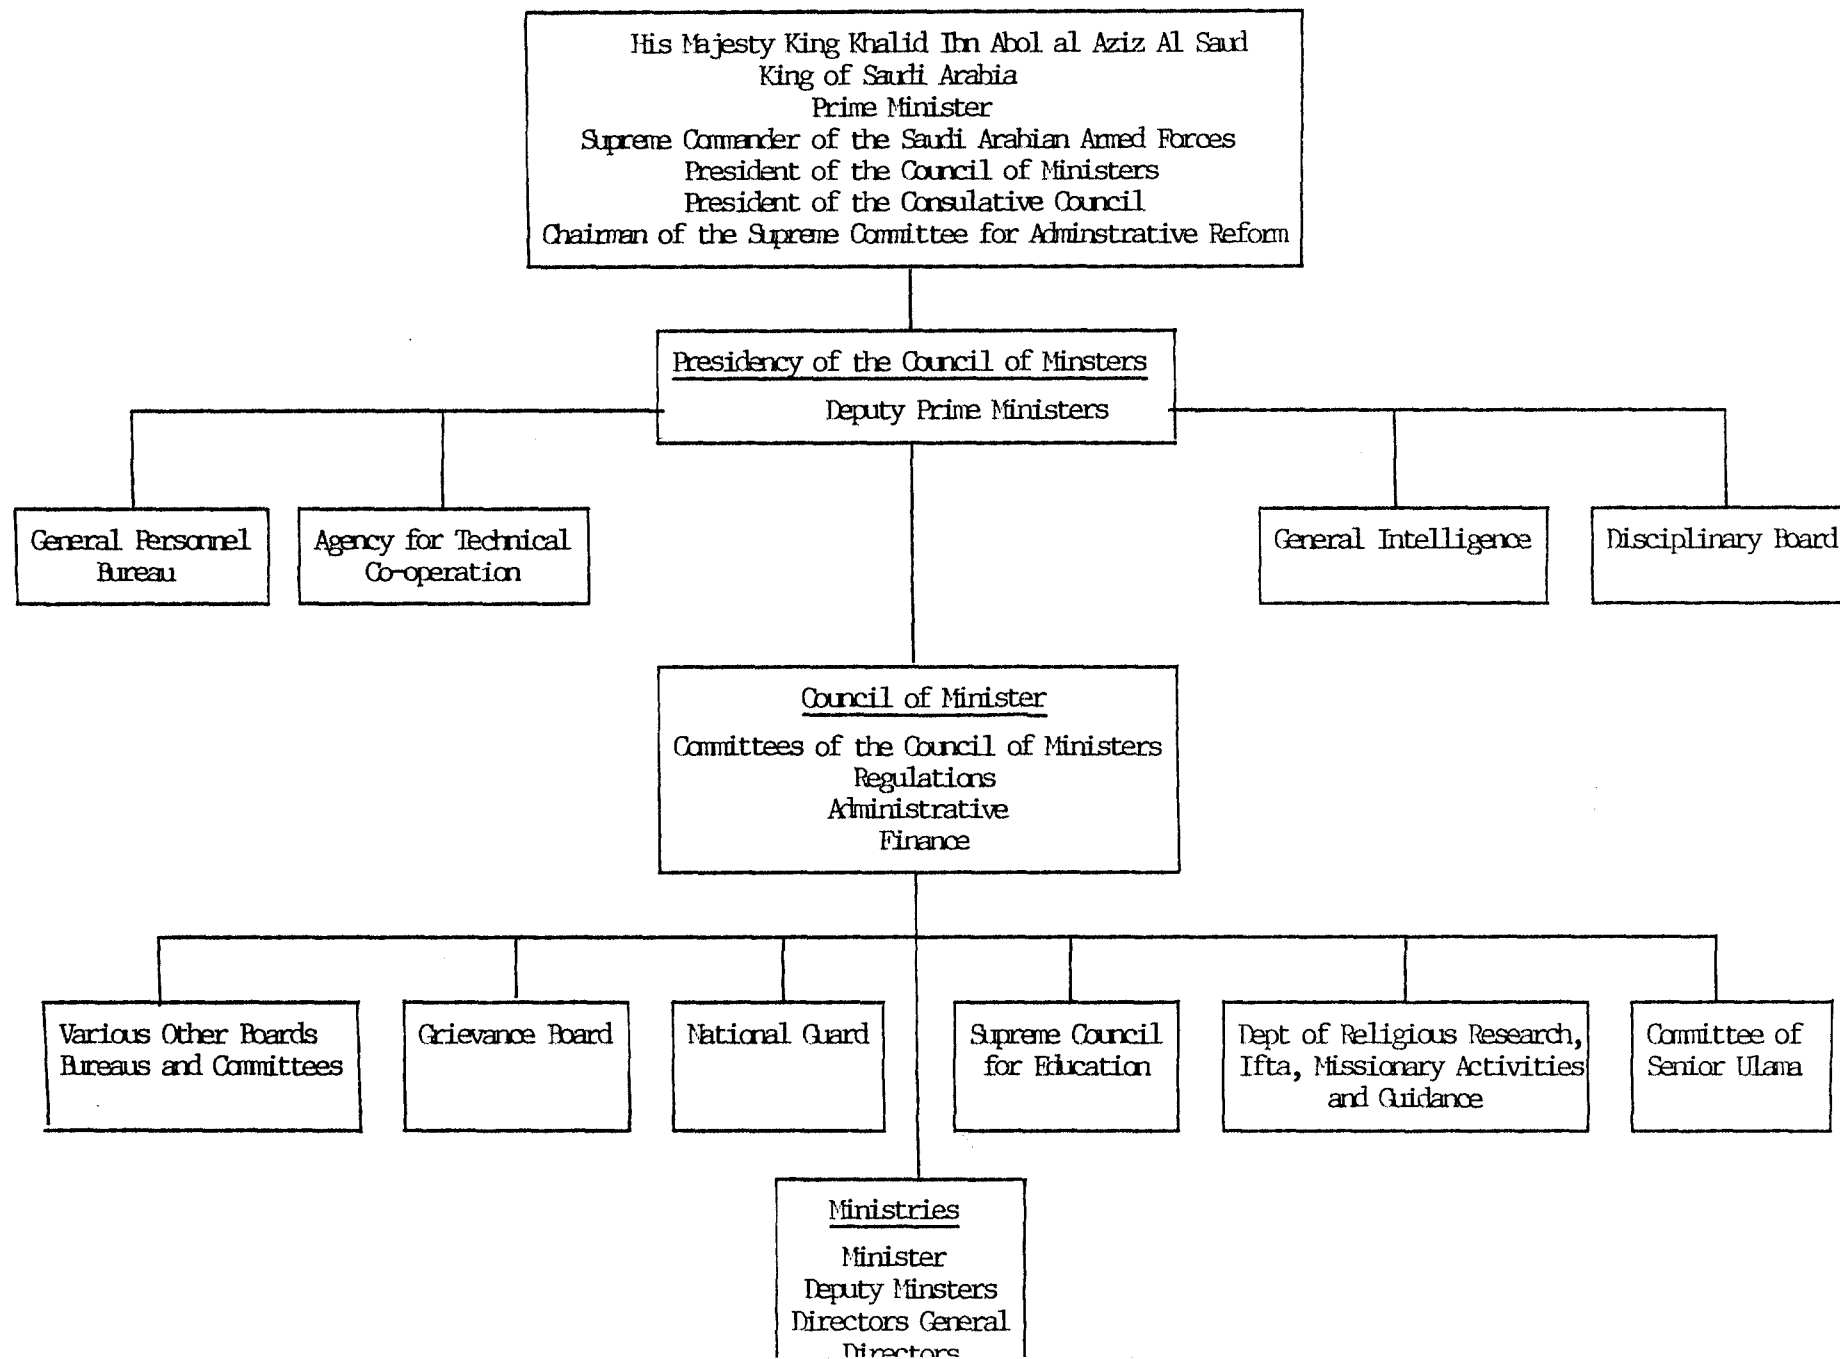 His Majesty King Khalid Ibn Abol al Aziz Al Saud
King of Saudi Arabia
Prime Minister
Supreme Commander of the Saudi Arabian Armed Forces
President of the Council of Ministers
President of the Consulative Council
Chairman of the Supreme Committee for Adminstrative Reform
Presidency of the Council of Minsters
Deputy Prime Ministers
General Personnel
Bureau
Agency for Technical
Co-operation
General Intelligence
Disciplinary Board
Council of Minister
Committees of the Council of Ministers
Regulations
Administrative
Finance
Various Other Boards
Bureaus and Committees
Grievance Board
National Guard
Supreme Council
for Education
Dept of Religious Research,
Ifta, Missionary Activities
and Guidance
Committee of
Senior Ulama
Ministries
Minister
Deputy Minsters
Directors General
Directors